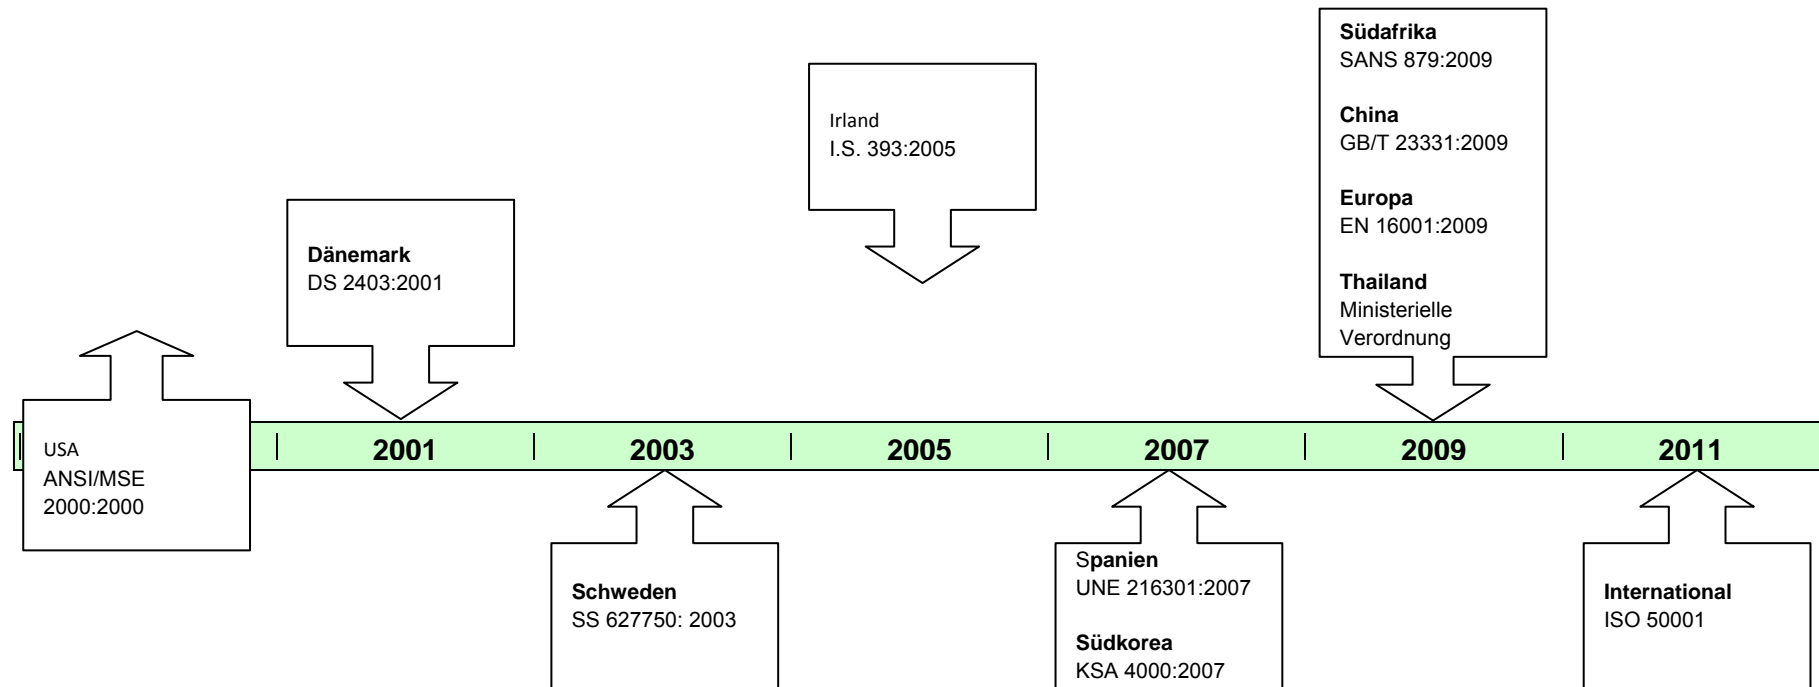 Südafrika
SANS 879:2009
China
GB/T 23331:2009
Europa
EN 16001:2009
Thailand
Ministerielle
Verordnung
Irland
I.S. 393:2005
Dänemark
DS 2403:2001
USA
ANSI/MSE
2000:2000
2001
2003
2005
2007
2009
2011
Schweden
SS 627750: 2003
Spanien
UNE 216301:2007
Südkorea
KSA 4000:2007
International
ISO 50001